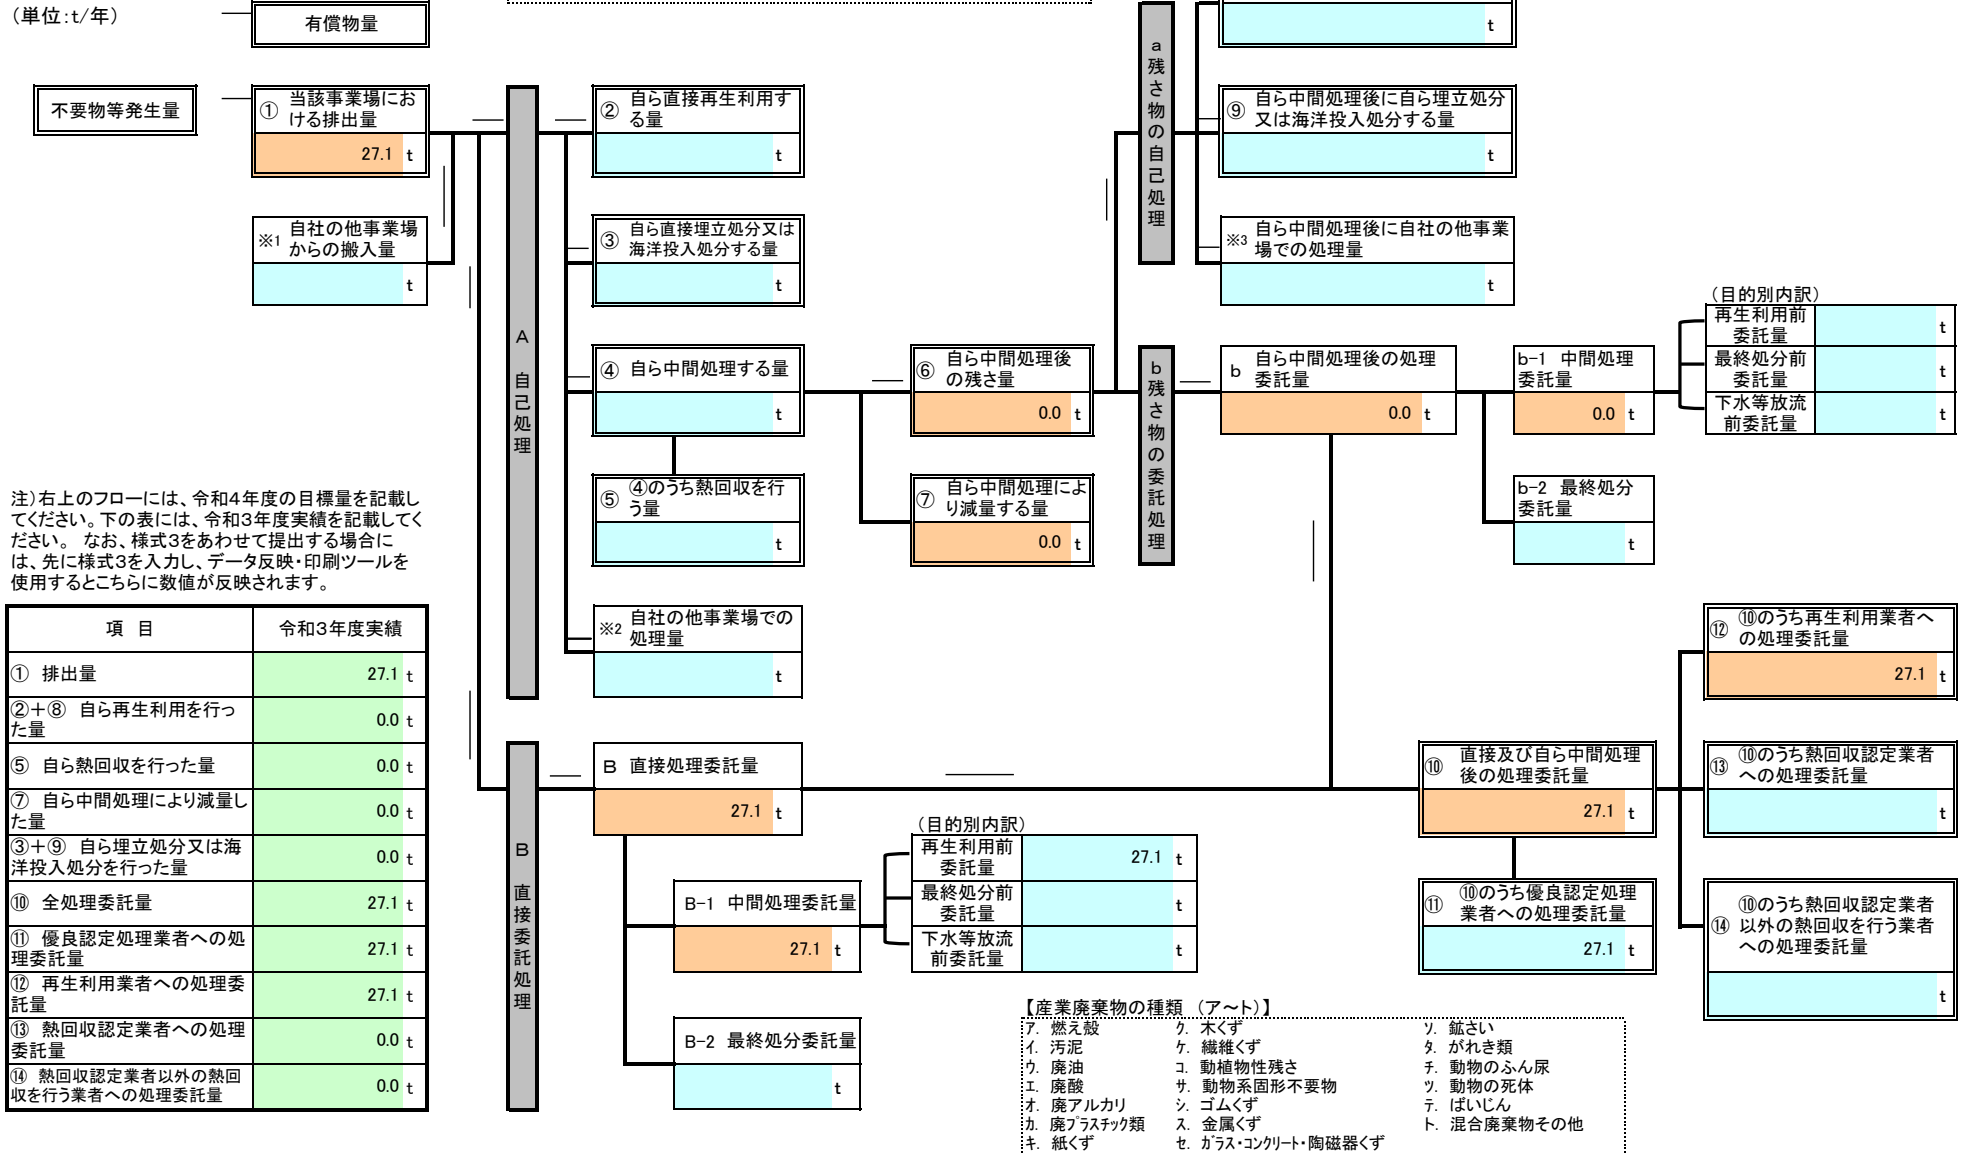 （単位:t/年）
有償物量
t
不要物等発生量
① 当該事業場にお
ける排出量
27.1 t
※1 自社の他事業場
からの搬入量
t
A 自己処理
② 自ら直接再生利用す
る量
t
③ 自ら直接埋立処分又は
海洋投入処分する量
t
④ 自ら中間処理する量
t
⑤ ④のうち熱回収を行
う量
t
※2 自社の他事業場での
処理量
t
⑥ 自ら中間処理後
の残さ量
0.0 t
⑦ 自ら中間処理によ
り減量する量
0.0 t
a 残さ物の自己処理
⑨ 自ら中間処理後に自ら埋立処分
又は海洋投入処分する量
t
※3 自ら中間処理後に自社の他事業
場での処理量
t
b 残さ物の委託処理
b 自ら中間処理後の処理
委託量
0.0 t
b-1 中間処理
委託量
0.0 t
b-2 最終処分
委託量
t
（目的別内訳）
再生利用前
委託量
t
最終処分前
委託量
t
下水等放流
前委託量
t
注）右上のフローには、令和4年度の目標量を記載し
てください。下の表には、令和3年度実績を記載してく
ださい。 なお、様式3をあわせて提出する場合に
は、先に様式3を入力し、データ反映・印刷ツールを
使用するとこちらに数値が反映されます。
項 目 令和3年度実績
① 排出量 27.1 t
②＋⑧ 自ら再生利用を行っ
た量 0.0 t
⑤ 自ら熱回収を行った量 0.0 t
⑦ 自ら中間処理により減量し
た量 0.0 t
③＋⑨ 自ら埋立処分又は海
洋投入処分を行った量 0.0 t
⑩ 全処理委託量 27.1 t
⑪ 優良認定処理業者への処
理委託量 27.1 t
⑫ 再生利用業者への処理委
託量 27.1 t
⑬ 熱回収認定業者への処理
委託量 0.0 t
⑭ 熱回収認定業者以外の熱回
収を行う業者への処理委託量 0.0 t
B 直接委託処理
B 直接処理委託量
27.1 t
B-1 中間処理委託量
27.1 t
B-2 最終処分委託量
t
（目的別内訳）
再生利用前
委託量
27.1 t
最終処分前
委託量
t
下水等放流
前委託量
t
⑩ 直接及び自ら中間処理
後の処理委託量
27.1 t
⑪ ⑩のうち優良認定処理
業者への処理委託量
27.1 t
⑫ ⑩のうち再生利用業者へ
の処理委託量
27.1 t
⑬ ⑩のうち熱回収認定業者
への処理委託量
t
⑭ ⑩のうち熱回収認定業者
以外の熱回収を行う業者
への処理委託量
t
【産業廃棄物の種類 （ア～ト）】
ア. 燃え殻 ク. 木くず ソ. 鉱さい
イ. 汚泥 ケ. 繊維くず タ. がれき類
ウ. 廃油 コ. 動植物性残さ チ. 動物のふん尿
エ. 廃酸 サ. 動物系固形不要物 ツ. 動物の死体
オ. 廃アルカリ シ. ゴムくず テ. ばいじん
カ. 廃プラスチック類 ス. 金属くず ト. 混合廃棄物その他
キ. 紙くず セ. ガラス・コンクリート・陶磁器くず